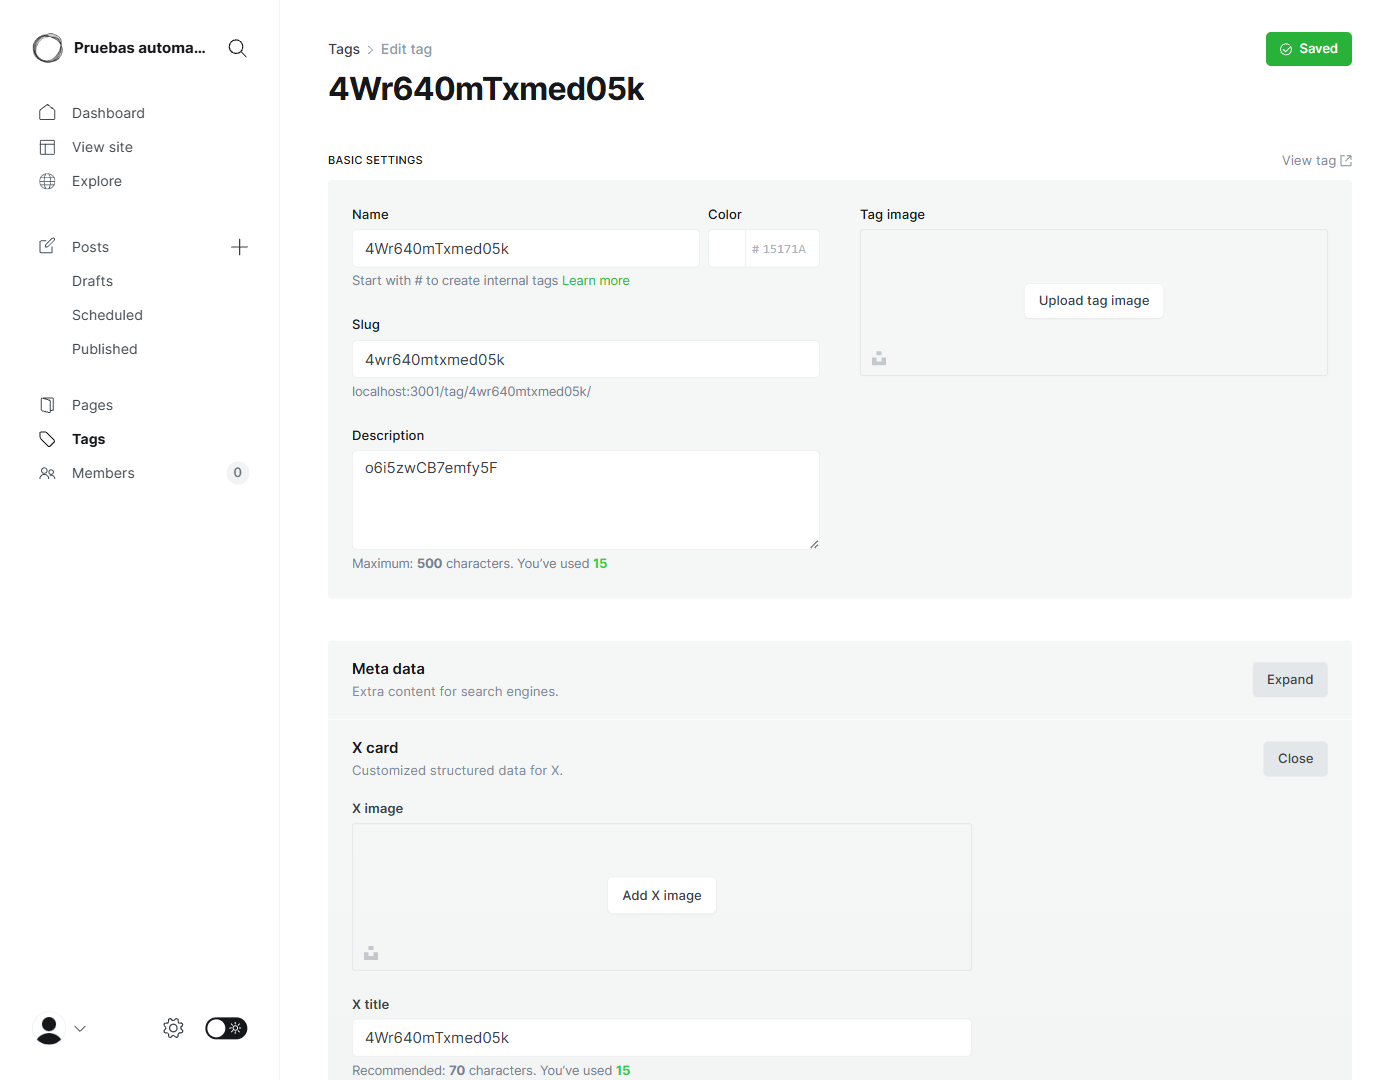 Pruebas automa...
Dashboard
View site
Explore
Posts
Drafts
Scheduled
Published
Pages
Tags
Members
0
Tags > Edit tag
Saved
4Wr640mTxmed05k
BASIC SETTINGS
View tag
Name
4Wr640mTxmed05k
Start with # to create internal tags Learn more
Color
# 15171A
Slug
4wr640mtxmed05k
localhost:3001/tag/4wr640mtxmed05k/
Description
o6i5zwCB7emfy5F
Maximum: 500 characters. You’ve used 15
Tag image
Upload tag image
Meta data
Extra content for search engines.
Expand
X card
Customized structured data for X.
Close
X image
Add X image
X title
4Wr640mTxmed05k
Recommended: 70 characters. You’ve used 15